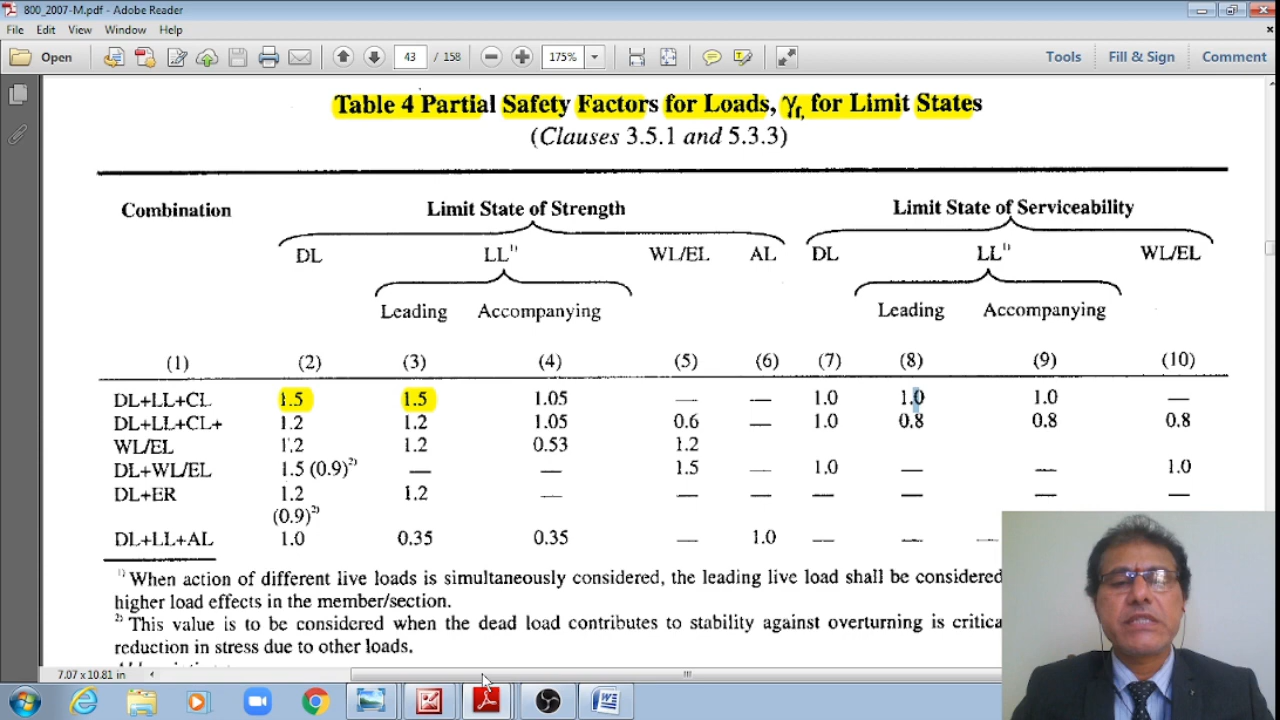 800_2007-M.pdf - Adobe Reader
File Edit View Window Help
Open 43 / 158 175% Tools Fill & Sign Comment
Table 4 Partial Safety Factors for Loads, γf, for Limit States
(Clauses 3.5.1 and 5.3.3)
Combination Limit State of Strength Limit State of Serviceability
DL LL1) WL/EL AL DL LL1) WL/EL
Leading Accompanying Leading Accompanying
(1) (2) (3) (4) (5) (6) (7) (8) (9) (10)
DL+LL+CL 1.5 1.5 1.05 — — 1.0 1.0 1.0 —
DL+LL+CL+ 1.2 1.2 1.05 0.6 — 1.0 0.8 0.8 0.8
WL/EL 1.2 1.2 0.53 1.2
DL+WL/EL 1.5 (0.9)2) — — 1.5 — 1.0 — — 1.0
DL+ER 1.2 1.2 — — — — — — —
(0.9)2)
DL+LL+AL 1.0 0.35 0.35 — 1.0 — — —
1) When action of different live loads is simultaneously considered, the leading live load shall be considered
higher load effects in the member/section.
2) This value is to be considered when the dead load contributes to stability against overturning is critica
reduction in stress due to other loads.
7.07 x 10.81 in